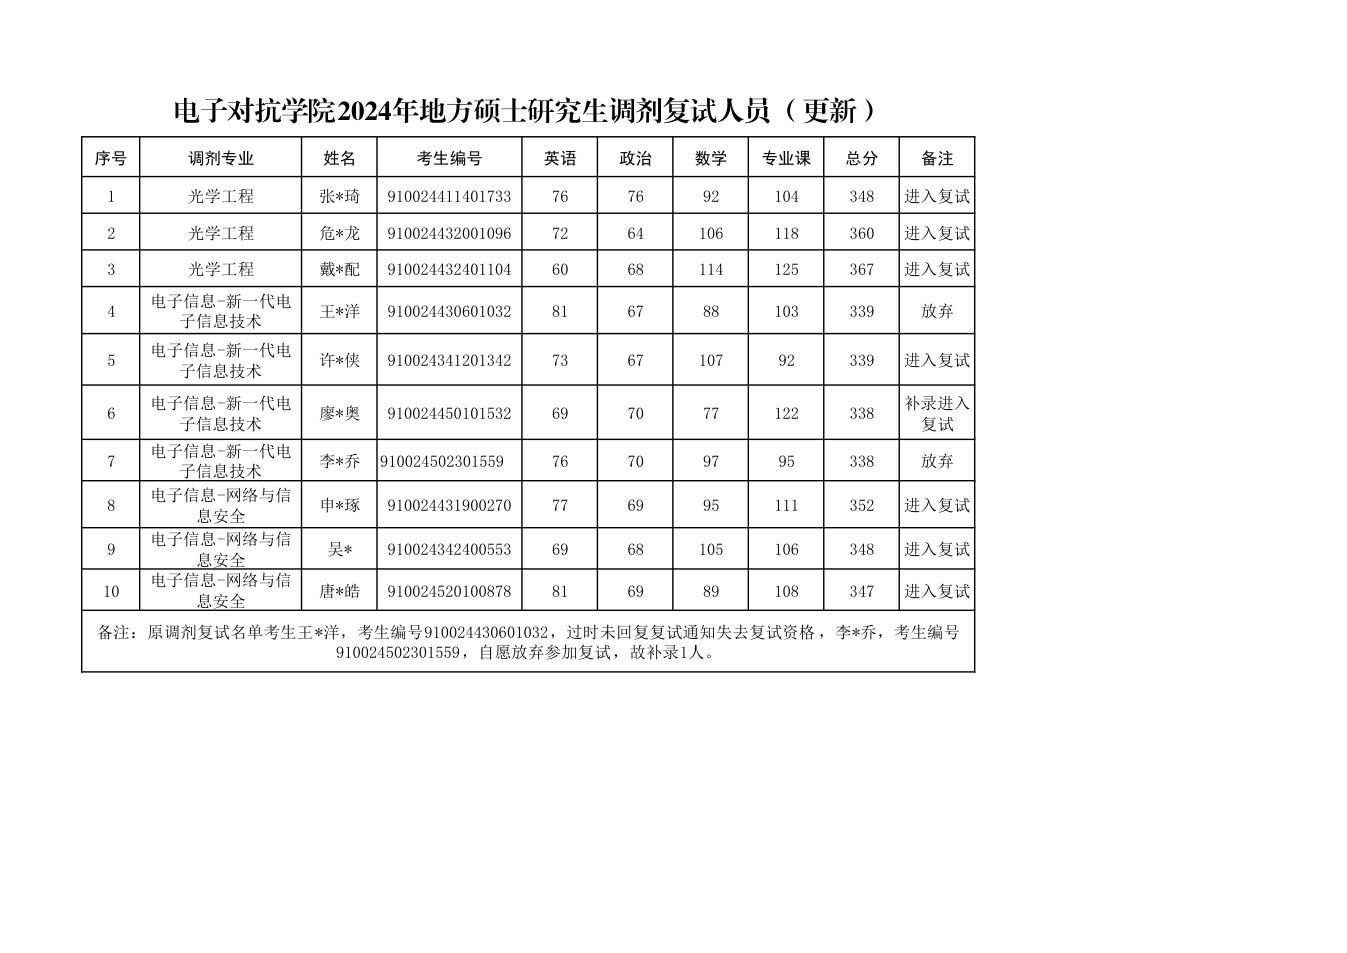 电子对抗学院2024年地方硕士研究生调剂复试人员（更新）
序号 调剂专业 姓名 考生编号 英语 政治 数学 专业课 总分 备注
1 光学工程 张*琦 910024411401733 76 76 92 104 348 进入复试
2 光学工程 危*龙 910024432001096 72 64 106 118 360 进入复试
3 光学工程 戴*配 910024432401104 60 68 114 125 367 进入复试
电子信息-新一代电
4 王*洋 910024430601032 81 67 88 103 339 放弃
子信息技术
电子信息-新一代电
5 许*侠 910024341201342 73 67 107 92 339 进入复试
子信息技术
电子信息-新一代电 补录进入
6 廖*奥 910024450101532 69 70 77 122 338
子信息技术 复试
电子信息-新一代电
7 李*乔 910024502301559 76 70 97 95 338 放弃
子信息技术
电子信息-网络与信
8 申*琢 910024431900270 77 69 95 111 352 进入复试
息安全
电子信息-网络与信
9 吴* 910024342400553 69 68 105 106 348 进入复试
息安全
电子信息-网络与信
10 唐*皓 910024520100878 81 69 89 108 347 进入复试
息安全
备注：原调剂复试名单考生王*洋，考生编号910024430601032，过时未回复复试通知失去复试资格，李*乔，考生编号
910024502301559，自愿放弃参加复试，故补录1人。